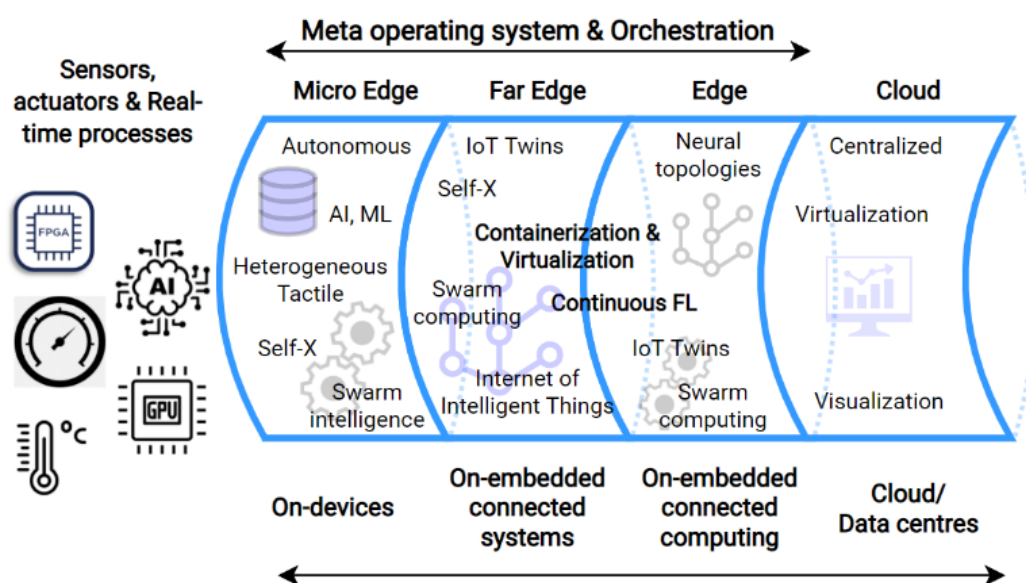 Meta operating system & Orchestration
Sensors,
actuators & Real-
time processes
Micro Edge
Far Edge
Edge
Cloud
FPGA
AI
GPU
°C
Autonomous
AI, ML
Heterogeneous
Tactile
Self-X
Swarm
intelligence
IoT Twins
Self-X
Containerization &
Virtualization
Swarm
computing
Continuous FL
Internet of
Intelligent Things
Neural
topologies
IoT Twins
Swarm
computing
Centralized
Virtualization
Visualization
On-devices
On-embedded
connected
systems
On-embedded
connected
computing
Cloud/
Data centres